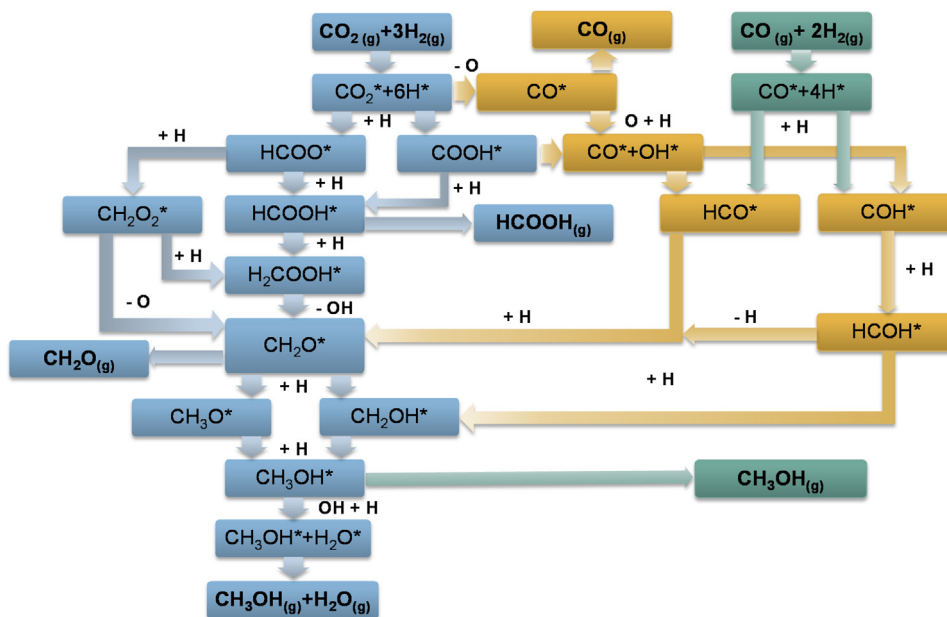 CO₂ (g)+3H₂(g)
CO(g)
CO (g)+ 2H₂(g)
- O
CO₂*+6H*
CO*
CO*+4H*
+ H
O + H
+ H
+ H
HCOO*
COOH*
CO*+OH*
+ H
+ H
CH₂O₂*
HCOOH*
HCOOH(g)
HCO*
COH*
+ H
+ H
+ H
H₂COOH*
- O
- OH
+ H
- H
HCOH*
CH₂O*
CH₂O(g)
+ H
+ H
CH₃O*
CH₂OH*
+ H
CH₃OH*
CH₃OH(g)
OH + H
CH₃OH*+H₂O*
CH₃OH(g)+H₂O(g)